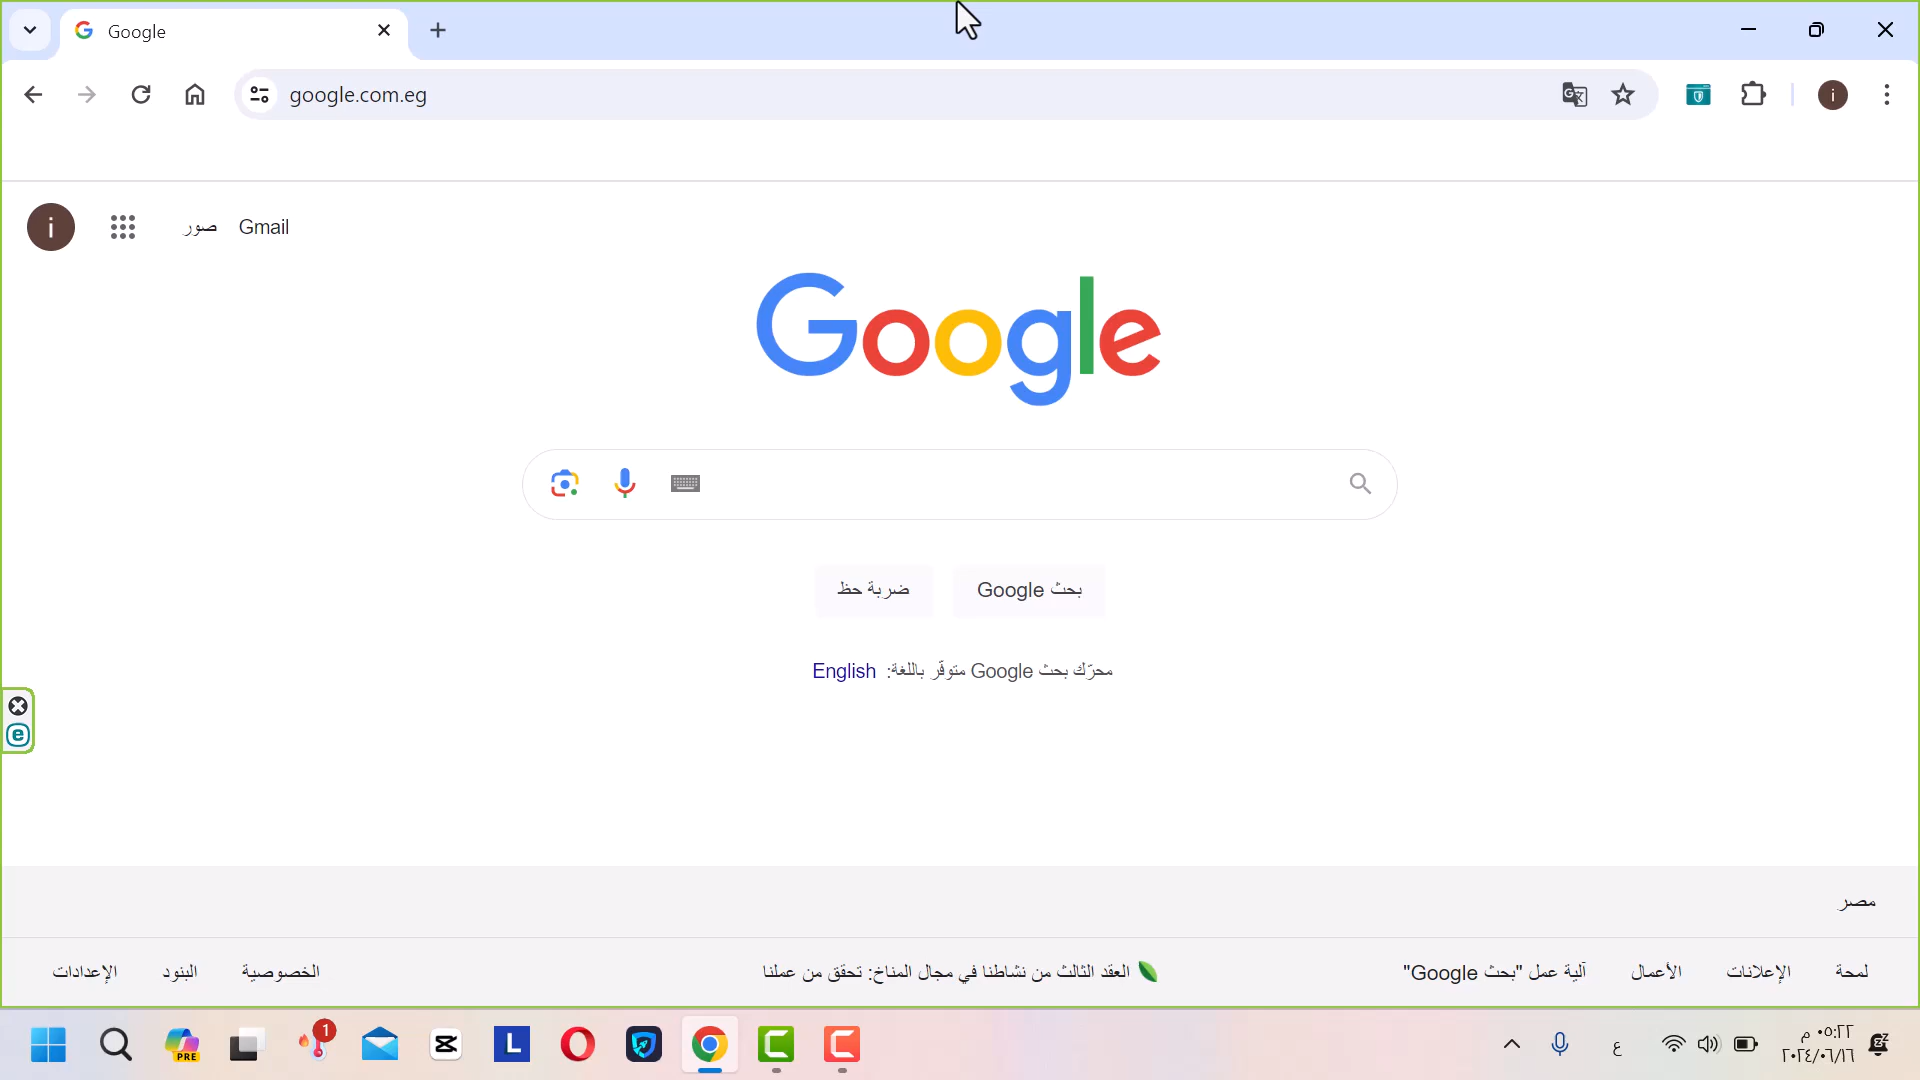 Google
google.com.eg
i
i
صور Gmail
Google
بحث Google ضربة حظ
محرّك بحث Google متوفّر باللغة: English
مصر
لمحة الإعلانات الأعمال آلية عمل "بحث Google" العقد الثالث من نشاطنا في مجال المناخ: تحقق من عملنا الخصوصية البنود الإعدادات
PRE
1
L
ع
٠٥:٢٢ م
٢٠٢٤/٠٦/١٦